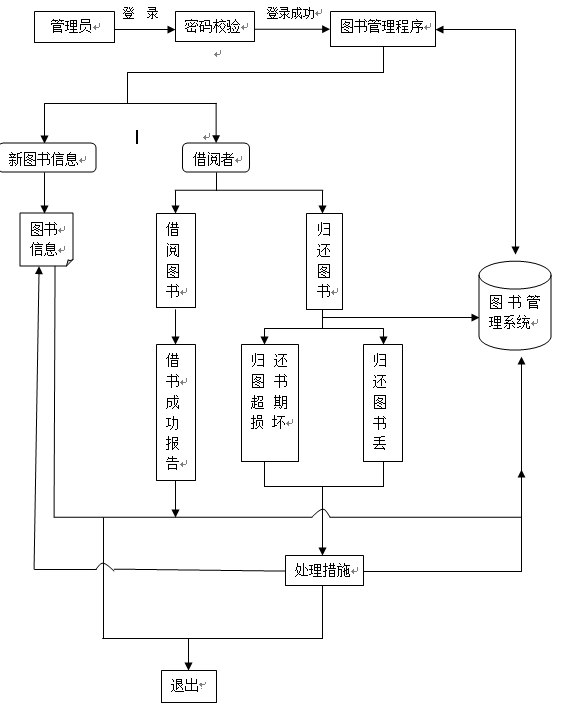 登 录
登录成功
管理员
密码校验
图书管理程序
新图书信息
借阅者
图书
信息
借
阅
图
书
归
还
图
书
图 书 管
理系统
借
书
成
功
报
告
归 还
图 书
超 期
损 坏
归
还
图
书
丢
处理措施
退出